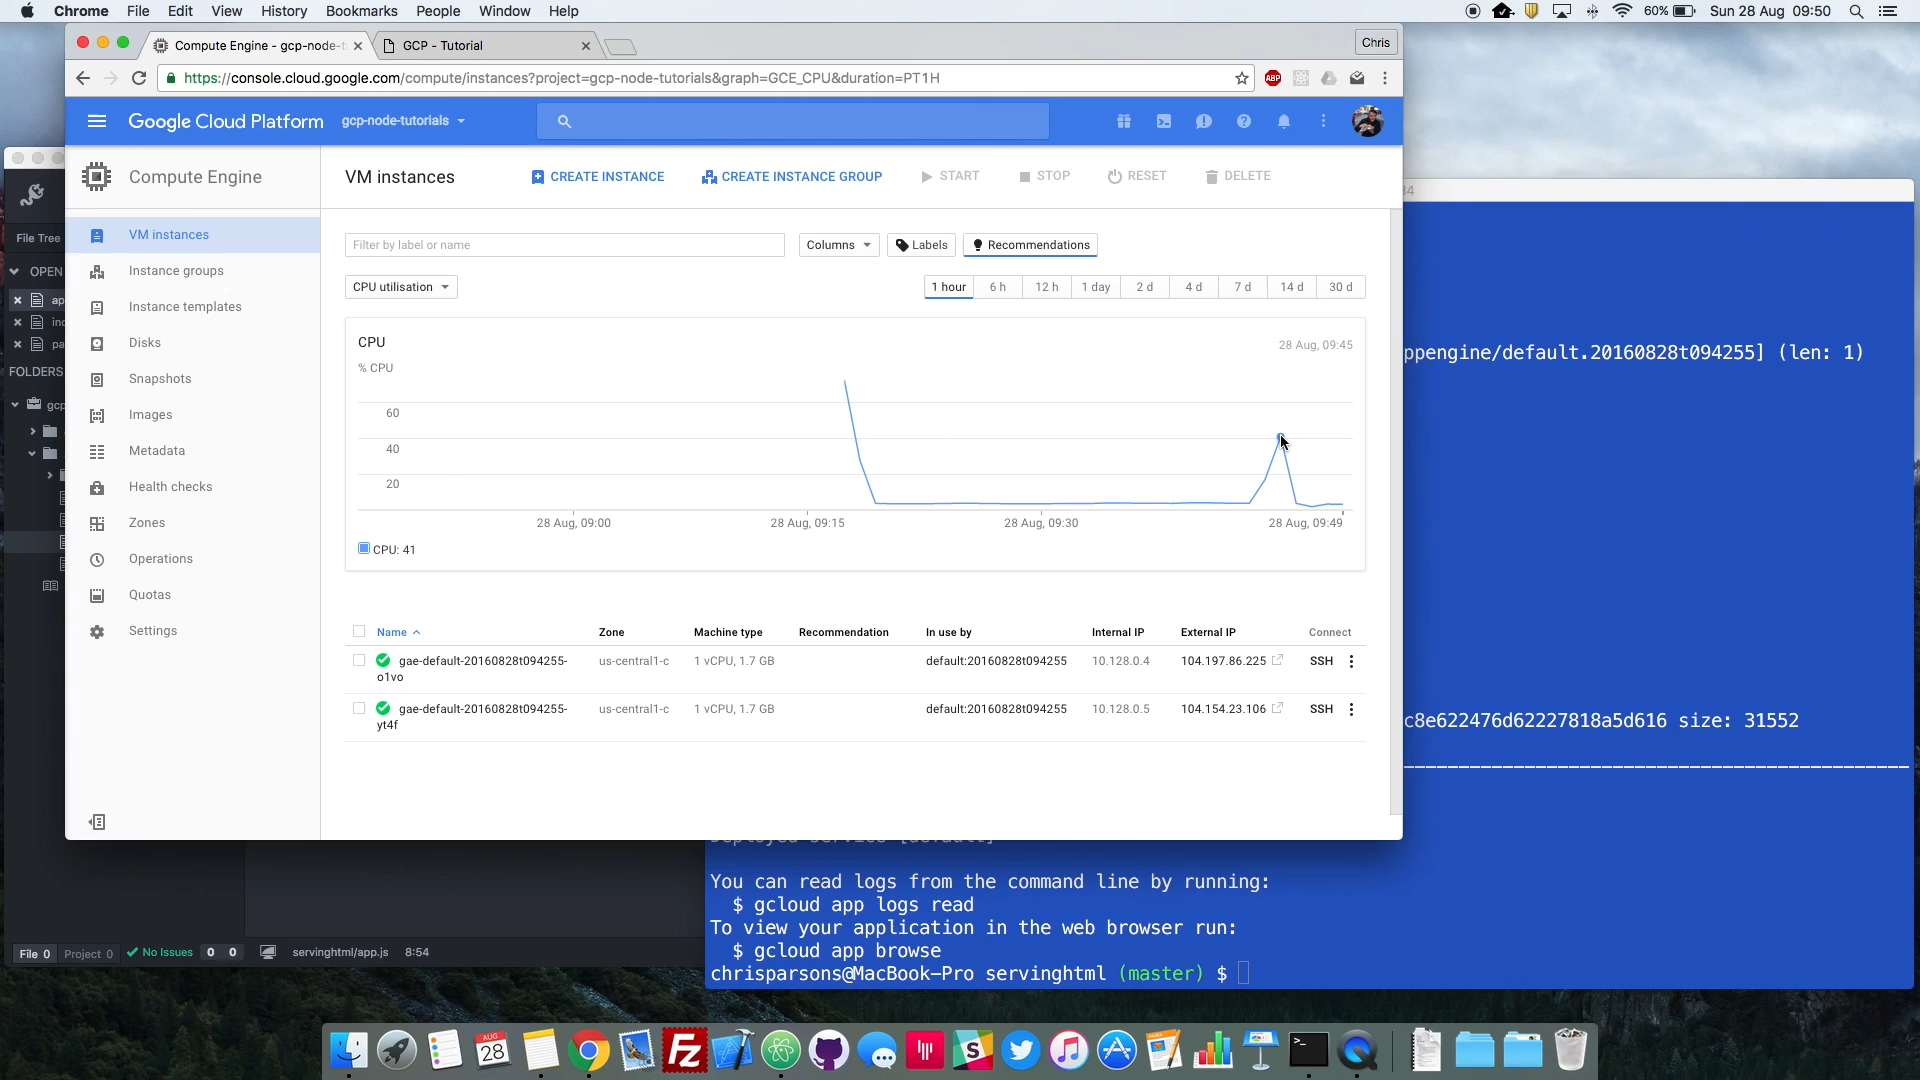 Chrome File Edit View History Bookmarks People Window Help 60% Sun 28 Aug 09:50
Compute Engine - gcp-node-t GCP - Tutorial Chris
https://console.cloud.google.com/compute/instances?project=gcp-node-tutorials&graph=GCE_CPU&duration=PT1H ABP
Google Cloud Platform gcp-node-tutorials
Compute Engine VM instances CREATE INSTANCE CREATE INSTANCE GROUP START STOP RESET DELETE
VM instances
Instance groups
Instance templates
Disks
Snapshots
Images
Metadata
Health checks
Zones
Operations
Quotas
Settings
Filter by label or name Columns Labels Recommendations
CPU utilisation 1 hour 6 h 12 h 1 day 2 d 4 d 7 d 14 d 30 d
CPU 28 Aug, 09:45
% CPU
60
40
20
28 Aug, 09:00 28 Aug, 09:15 28 Aug, 09:30 28 Aug, 09:49
CPU: 41
Name Zone Machine type Recommendation In use by Internal IP External IP Connect
gae-default-20160828t094255- us-central1-c 1 vCPU, 1.7 GB default:20160828t094255 10.128.0.4 104.197.86.225 SSH
o1vo
gae-default-20160828t094255- us-central1-c 1 vCPU, 1.7 GB default:20160828t094255 10.128.0.5 104.154.23.106 SSH
yt4f
File Tree
OPEN
ap
ind
pa
FOLDERS
gcp
ppengine/default.20160828t094255] (len: 1)
c8e622476d62227818a5d616 size: 31552
You can read logs from the command line by running:
$ gcloud app logs read
To view your application in the web browser run:
$ gcloud app browse
chrisparsons@MacBook-Pro servinghtml (master) $
File 0 Project 0 No Issues 0 0 servinghtml/app.js 8:54
AUG
28